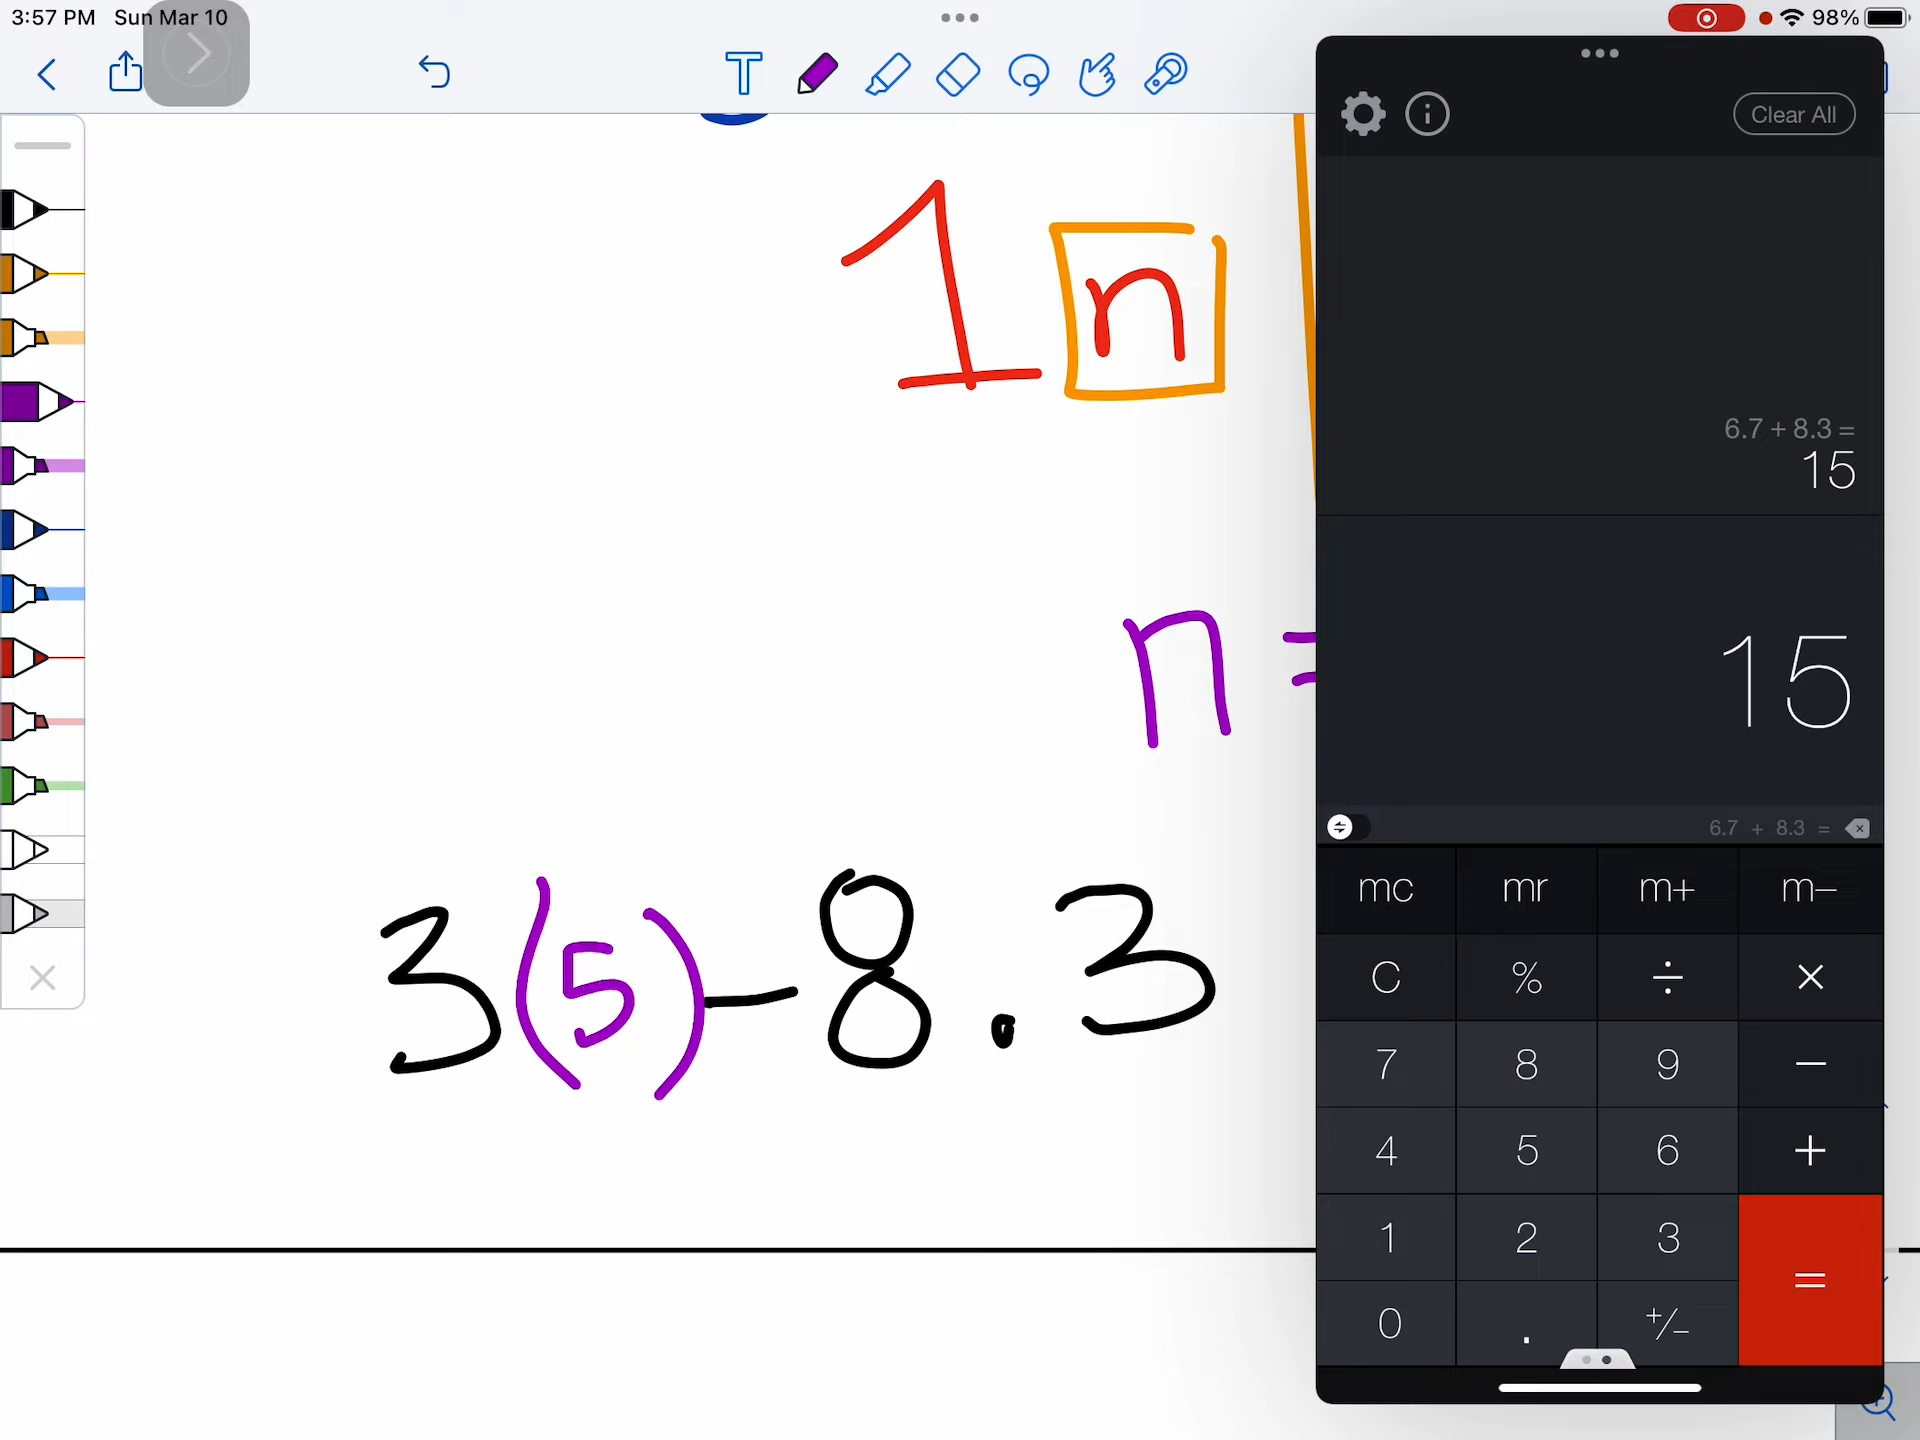 3:57 PM Sun Mar 10
98%
T
Clear All
1n
6.7 + 8.3 =
15
n =
15
6.7 + 8.3 =
3(5)-8.3
mc mr m+ m−
C % ÷ ×
7 8 9 −
4 5 6 +
1 2 3 =
0 . +/−